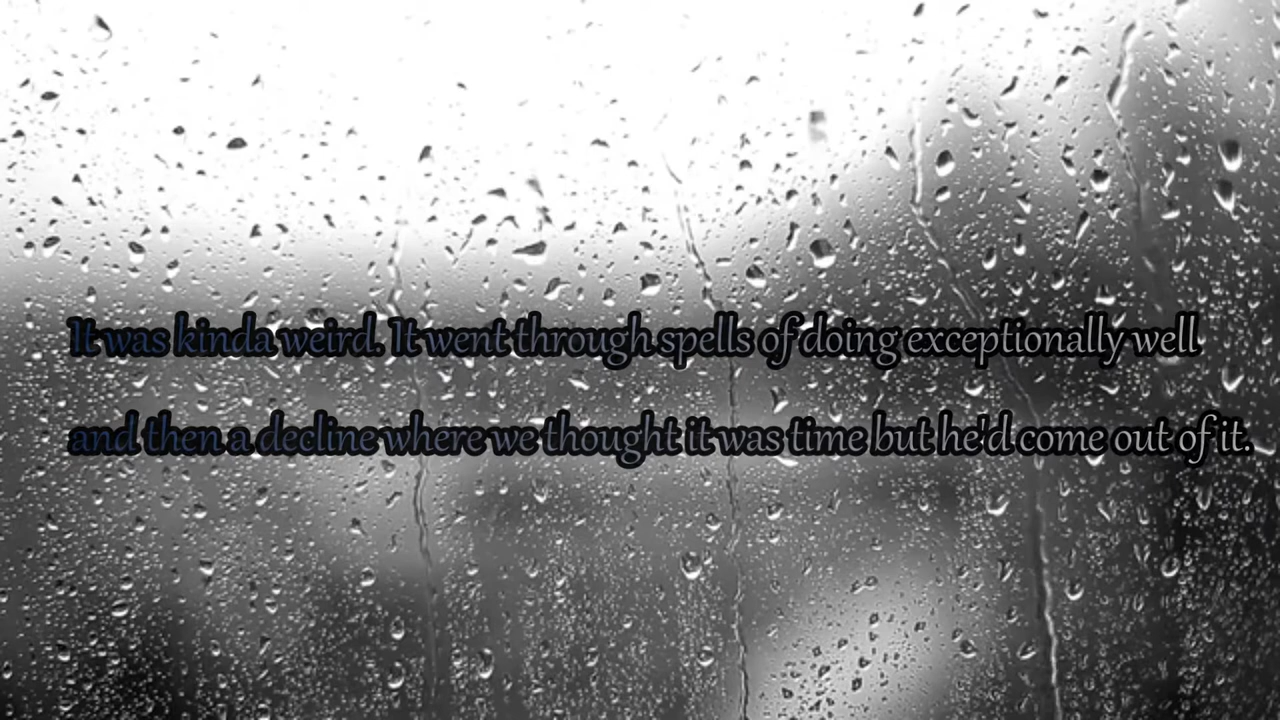 It was kinda weird. It went through spells of doing exceptionally well
and then a decline where we thought it was time but he'd come out of it.